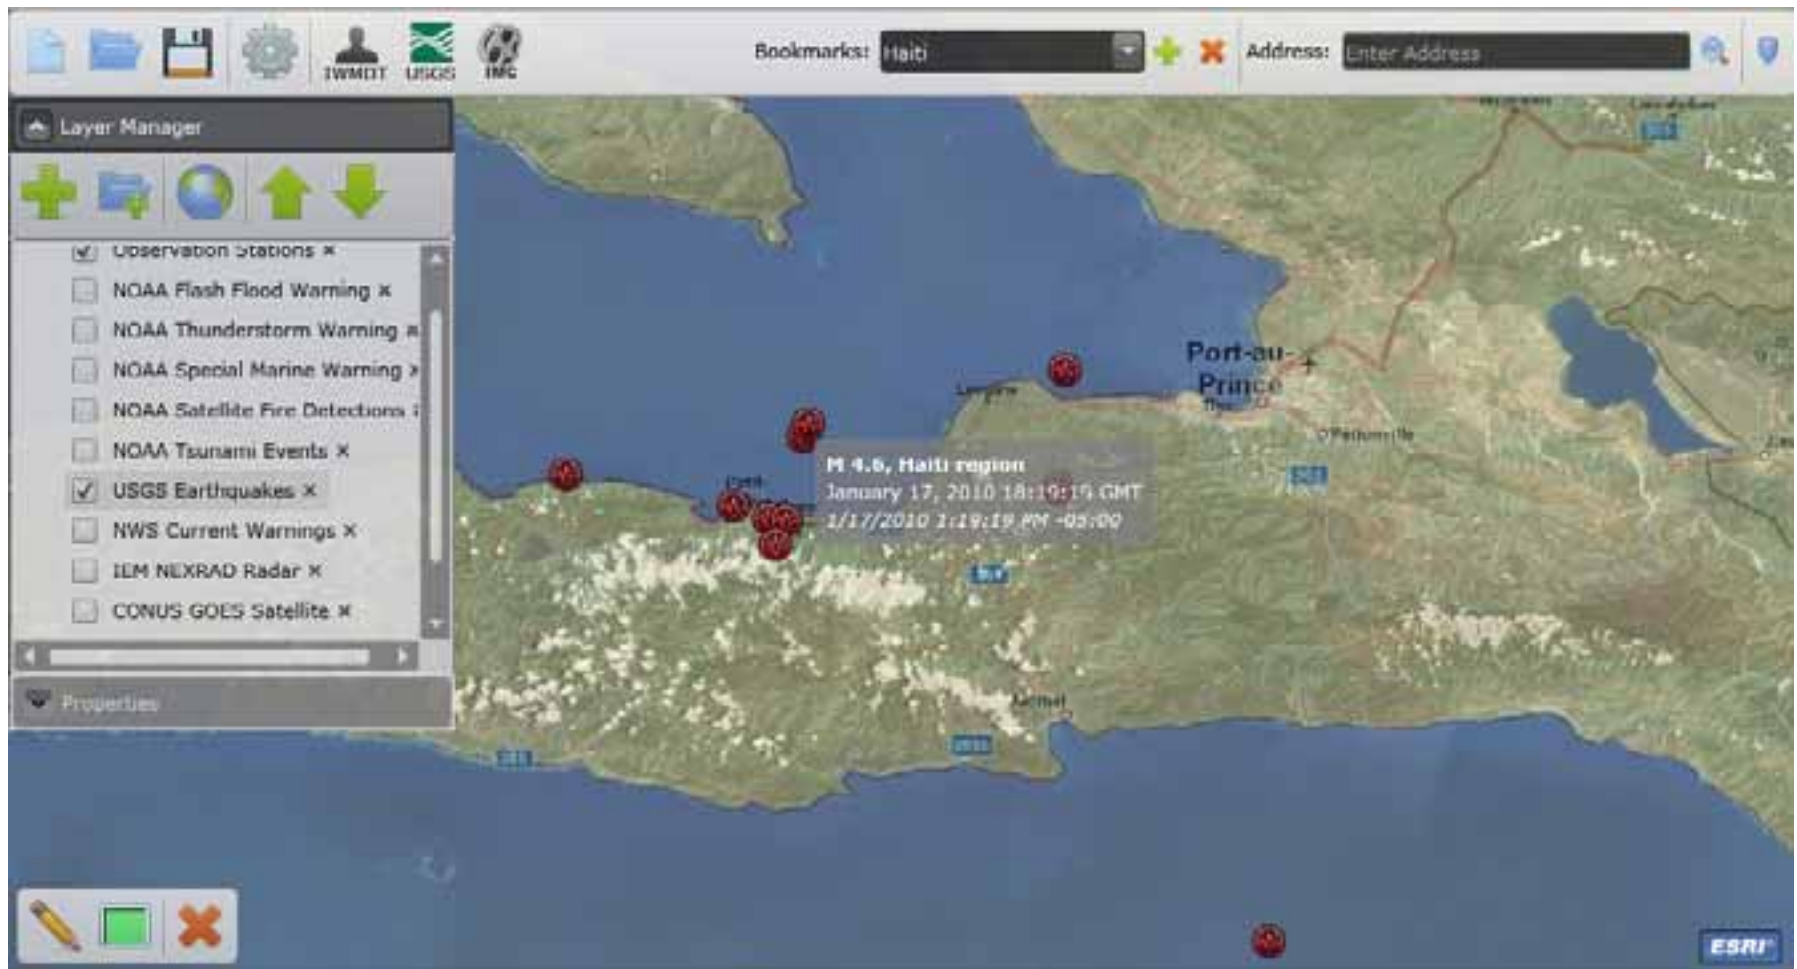 IWMDT USGS IMG
Bookmarks: Haiti
Address: Enter Address
Layer Manager
Observation Stations ×
NOAA Flash Flood Warning ×
NOAA Thunderstorm Warning ×
NOAA Special Marine Warning ×
NOAA Satellite Fire Detections
NOAA Tsunami Events ×
USGS Earthquakes ×
NWS Current Warnings ×
IEM NEXRAD Radar ×
CONUS GOES Satellite ×
Properties
Port-au-
Prince
Petionville
M 4.6, Haiti region
January 17, 2010 18:19:19 GMT
1/17/2010 1:19:19 PM -05:00
Jacmel
ESRI